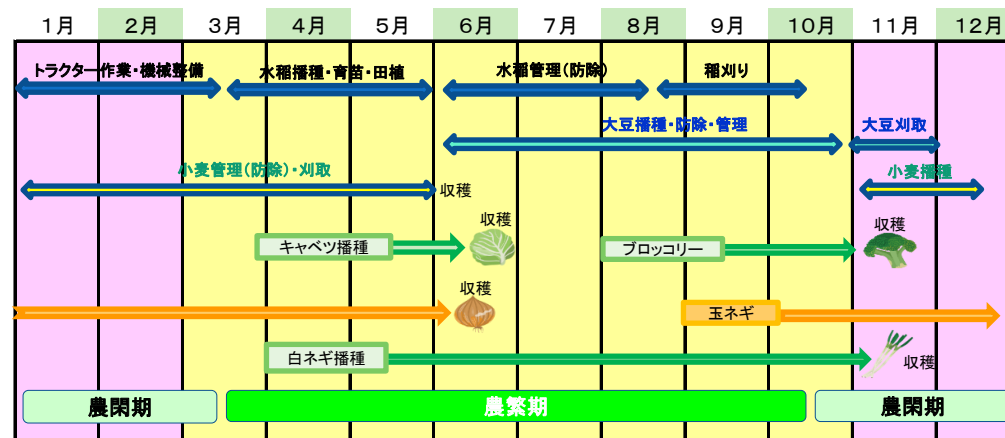 1月 2月 3月 4月 5月 6月 7月 8月 9月 10月 11月 12月
トラクター作業・機械整備 水稲播種・育苗・田植 水稲管理(防除) 稲刈り
大豆播種・防除・管理 大豆刈取
小麦管理(防除)・刈取 収穫 小麦播種
収穫 収穫
キャベツ播種 ブロッコリー
収穫
玉ネギ
白ネギ播種 収穫
農閑期 農繁期 農閑期